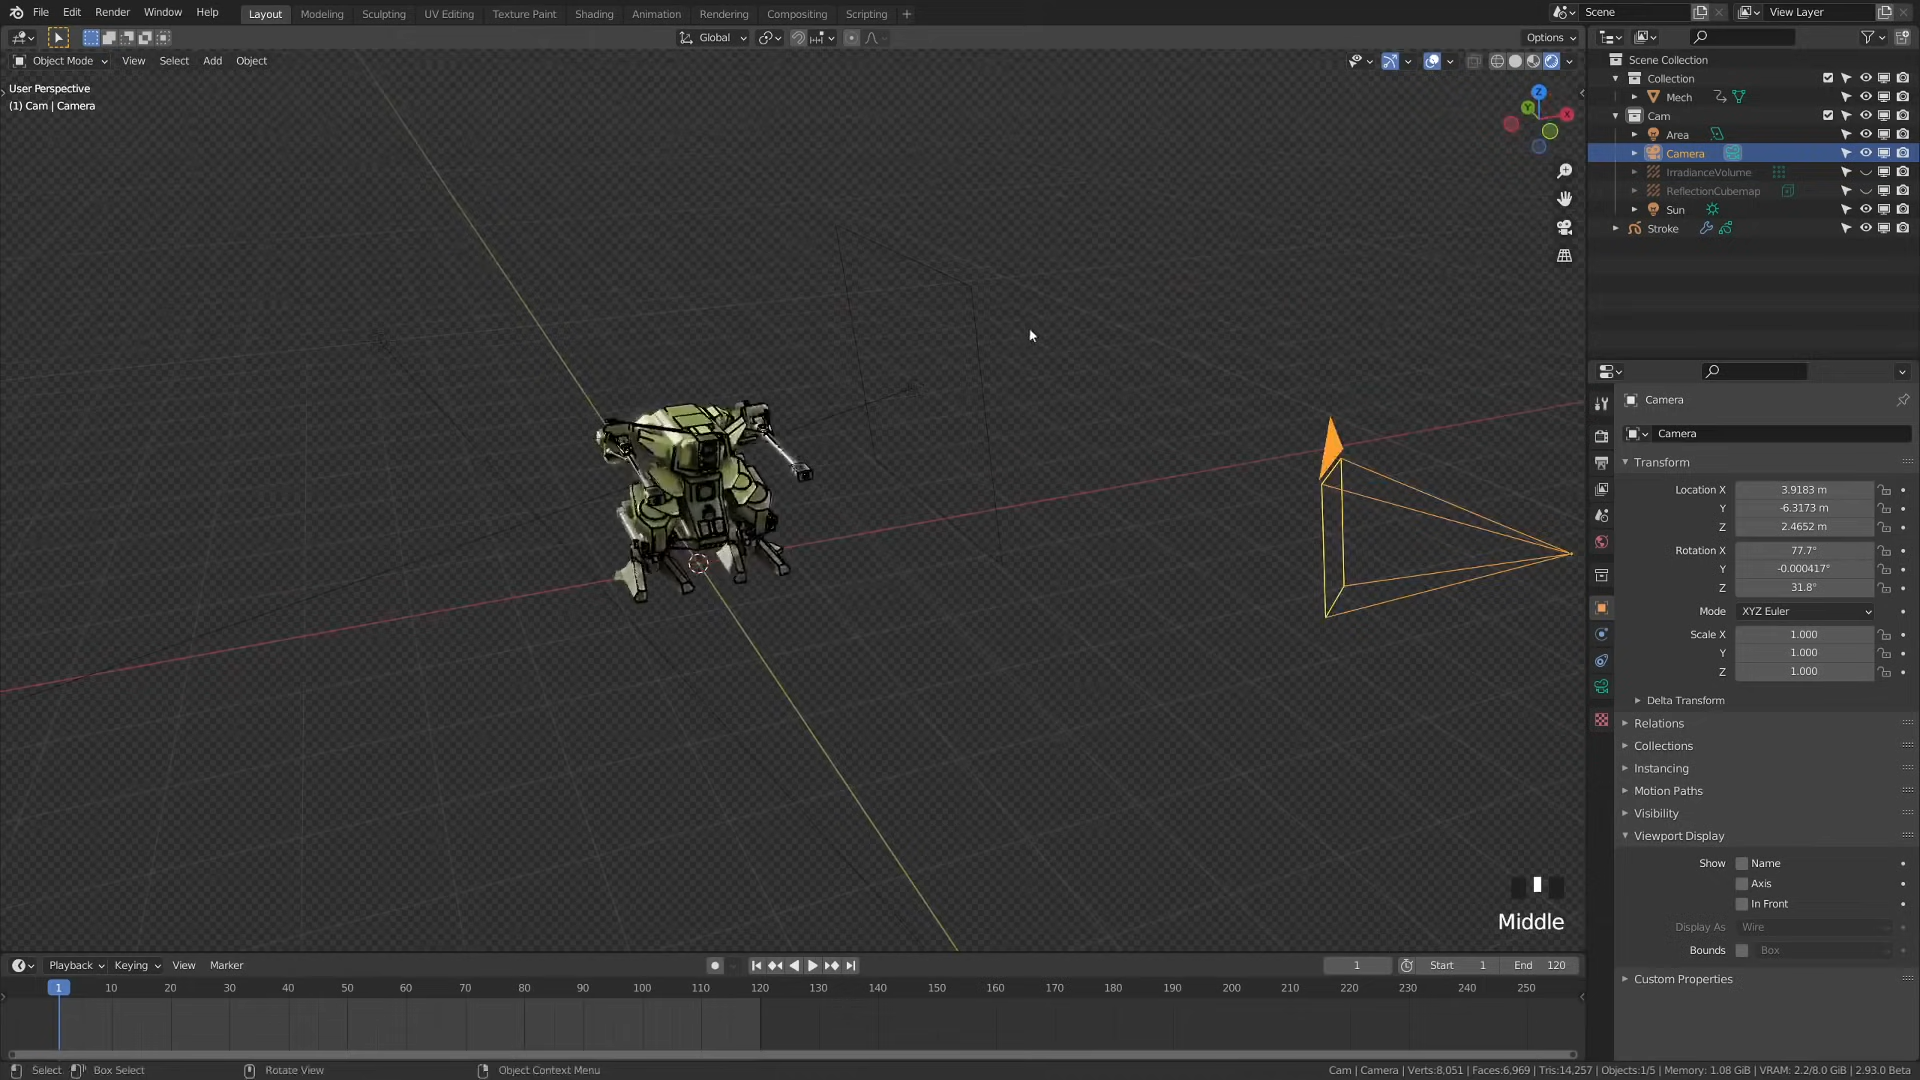 File Edit Render Window Help Layout Modeling Sculpting UV Editing Texture Paint Shading Animation Rendering Compositing Scripting + Scene View Layer
Global Options
Object Mode View Select Add Object
User Perspective
(1) Cam | Camera
Z
Y
X
Scene Collection
Collection
Mech
Cam
Area
Camera
IrradianceVolume
ReflectionCubemap
Sun
Stroke
Camera
Camera
Transform
Location X 3.9183 m
Y -6.3173 m
Z 2.4652 m
Rotation X 77.7°
Y -0.000417°
Z 31.8°
Mode XYZ Euler
Scale X 1.000
Y 1.000
Z 1.000
Delta Transform
Relations
Collections
Instancing
Motion Paths
Visibility
Viewport Display
Show Name
Axis
In Front
Display As Wire
Bounds Box
Custom Properties
Middle
Playback Keying View Marker 1 Start 1 End 120
1 10 20 30 40 50 60 70 80 90 100 110 120 130 140 150 160 170 180 190 200 210 220 230 240 250
Select Box Select Rotate View Object Context Menu Cam | Camera | Verts:8,051 | Faces:6,969 | Tris:14,257 | Objects:1/5 | Memory: 1.08 GiB | VRAM: 2.2/8.0 GiB | 2.93.0 Beta